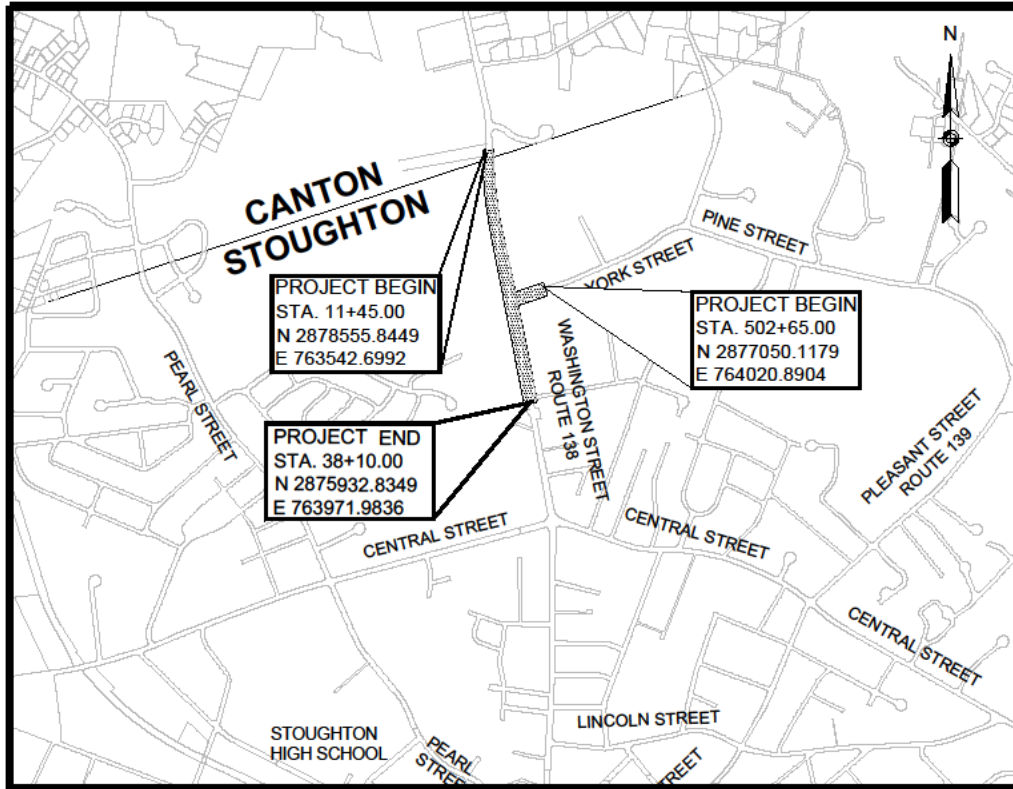 N
CANTON
STOUGHTON
PINE STREET
YORK STREET
PROJECT BEGIN
STA. 11+45.00
N 2878555.8449
E 763542.6992
PROJECT BEGIN
STA. 502+65.00
N 2877050.1179
E 764020.8904
WASHINGTON STREET
ROUTE 138
PEARL STREET
PROJECT END
STA. 38+10.00
N 2875932.8349
E 763971.9836
PLEASANT STREET
ROUTE 139
CENTRAL STREET
CENTRAL STREET
CENTRAL STREET
LINCOLN STREET
STOUGHTON
HIGH SCHOOL
PEARL